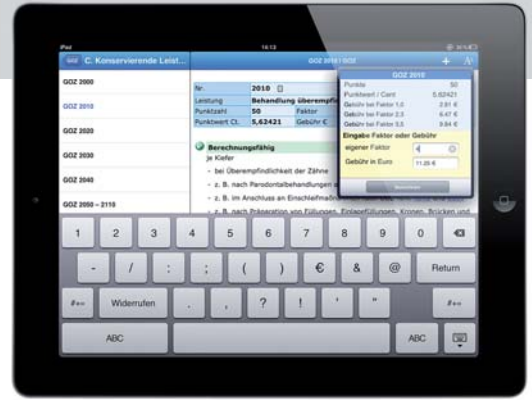 iPad
16:13
GOZ
C. Konservierende Leist...
GOZ 2010 | GOZ
+
GOZ 2000
GOZ 2010
GOZ 2020
GOZ 2030
GOZ 2040
GOZ 2050 – 2110
Nr. 2010
Leistung Behandlung überempfi
Punktzahl 50 Faktor
Punktwert Ct. 5,62421 Gebühr €
Berechnungsfähig
je Kiefer
- bei Überempfindlichkeit der Zähne
- z. B. nach Parodontalbehandlungen
- z. B. im Anschluss an Einschleifmaß
- z. B. nach Präparation von Füllungen, Einlagefüllungen, Kronen, Brücken und
GOZ 2010
Punkte 50
Punktwert / Cent 5,62421
Gebühr bei Faktor 1,0 2.81 €
Gebühr bei Faktor 2,3 6.47 €
Gebühr bei Faktor 3,5 9.84 €
Eingabe Faktor oder Gebühr
eigener Faktor 4
Gebühr in Euro 11.25 €
Berechnen
1 2 3 4 5 6 7 8 9 0
- / : ; ( ) € & @ Return
#+= Widerrufen . , ? ! ' " #+=
ABC ABC